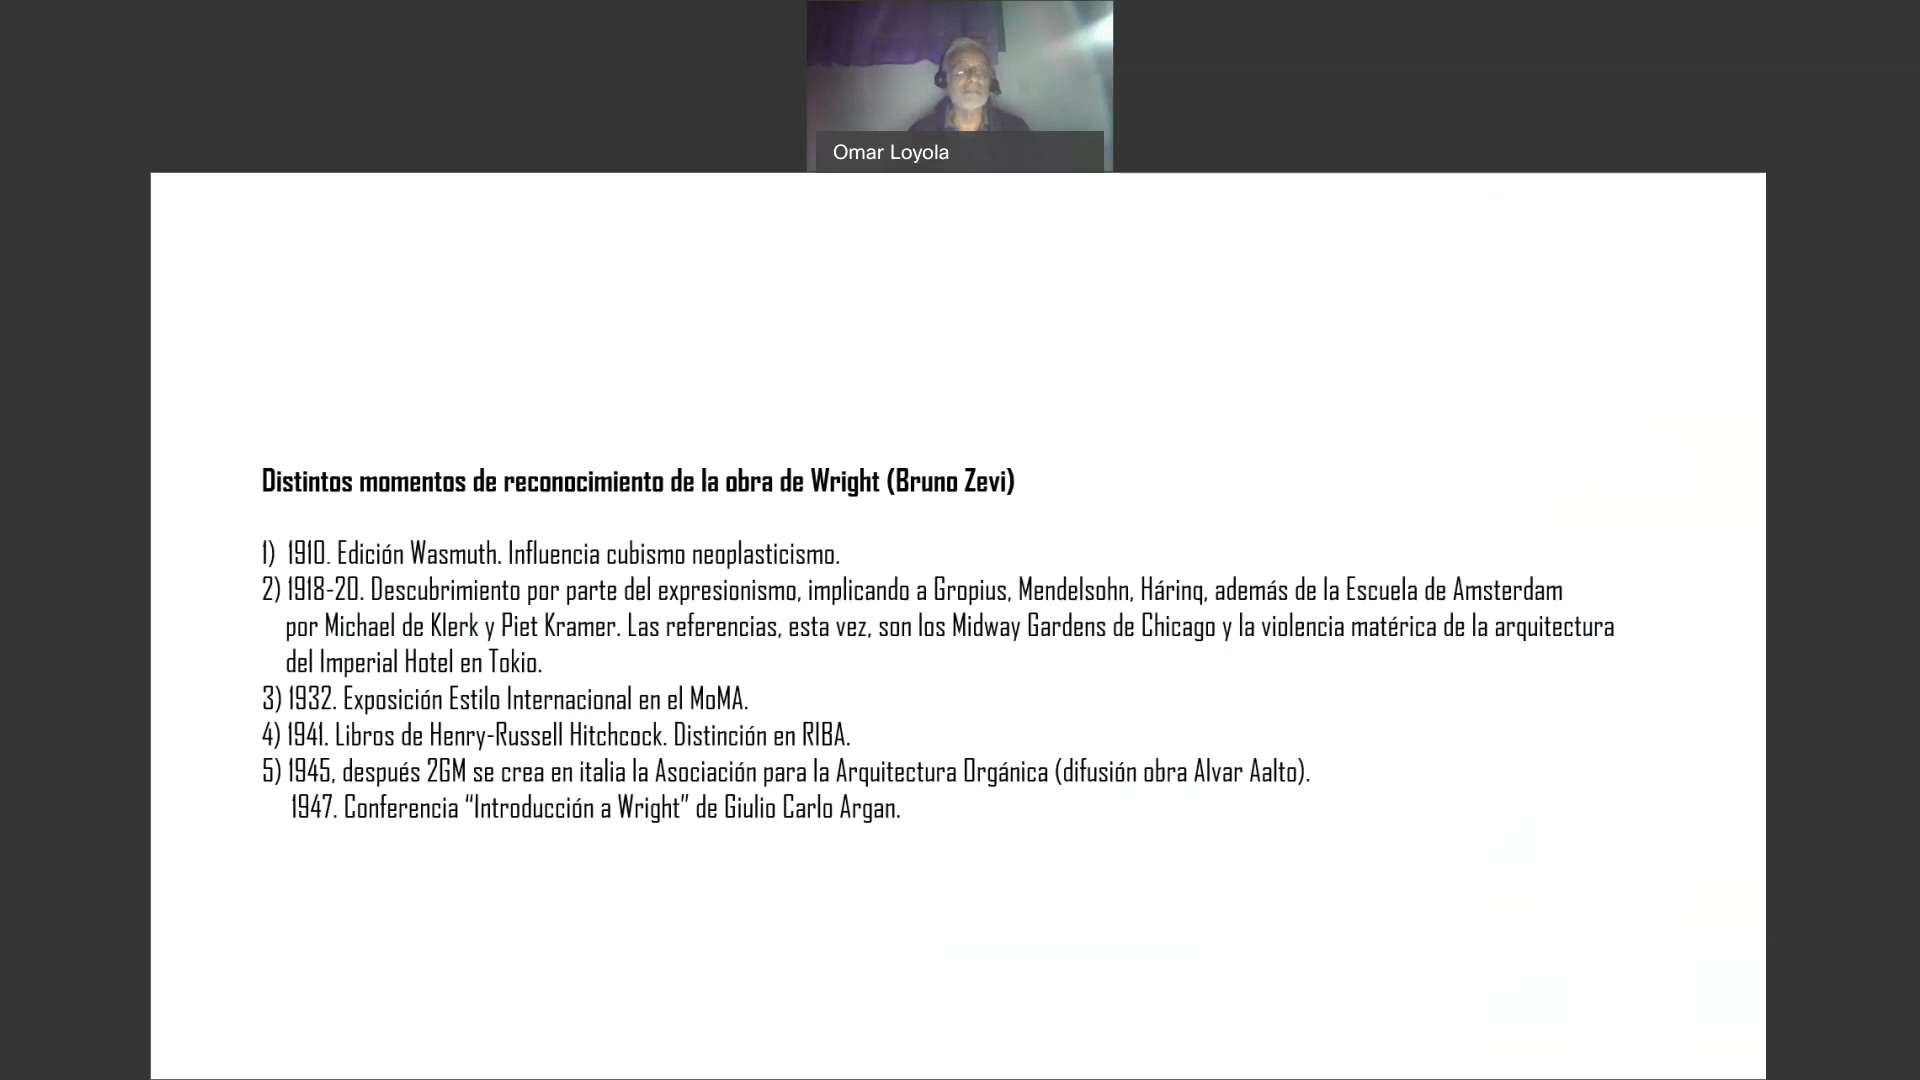 Omar Loyola
Distintos momentos de reconocimiento de la obra de Wright (Bruno Zevi)
1) 1910. Edición Wasmuth. Influencia cubismo neoplasticismo.
2) 1918-20. Descubrimiento por parte del expresionismo, implicando a Gropius, Mendelsohn, Hárinq, además de la Escuela de Amsterdam
por Michael de Klerk y Piet Kramer. Las referencias, esta vez, son los Midway Gardens de Chicago y la violencia matérica de la arquitectura
del Imperial Hotel en Tokio.
3) 1932. Exposición Estilo Internacional en el MoMA.
4) 1941. Libros de Henry-Russell Hitchcock. Distinción en RIBA.
5) 1945, después 2GM se crea en italia la Asociación para la Arquitectura Orgánica (difusión obra Alvar Aalto).
1947. Conferencia “Introducción a Wright” de Giulio Carlo Argan.